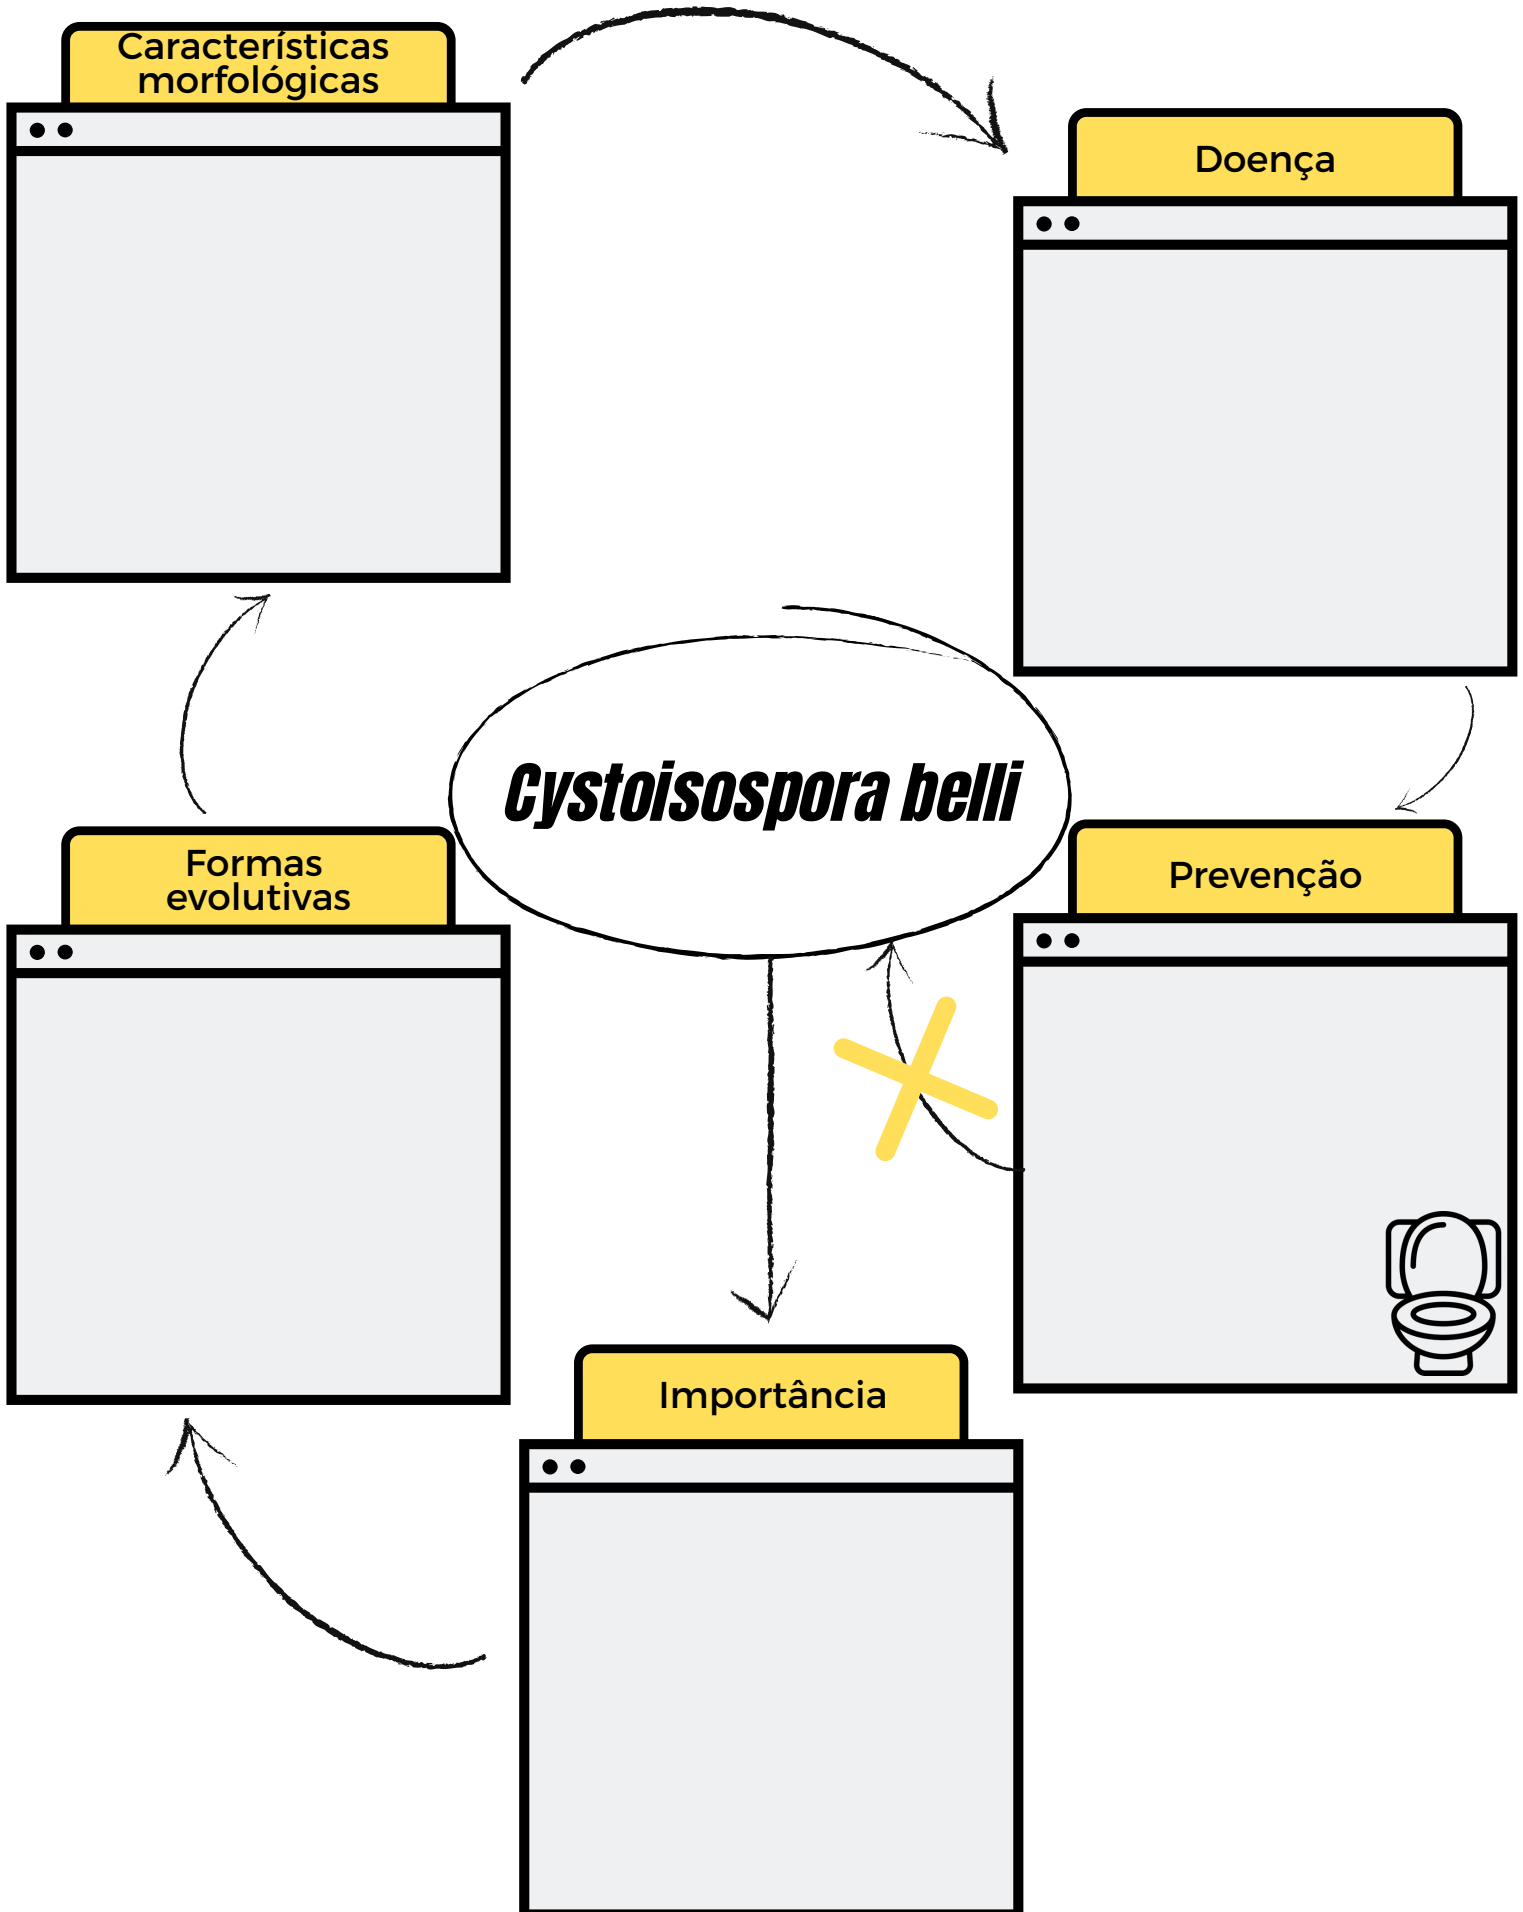 Características
morfológicas
Doença
Cystoisospora belli
Formas
evolutivas
Prevenção
Importância